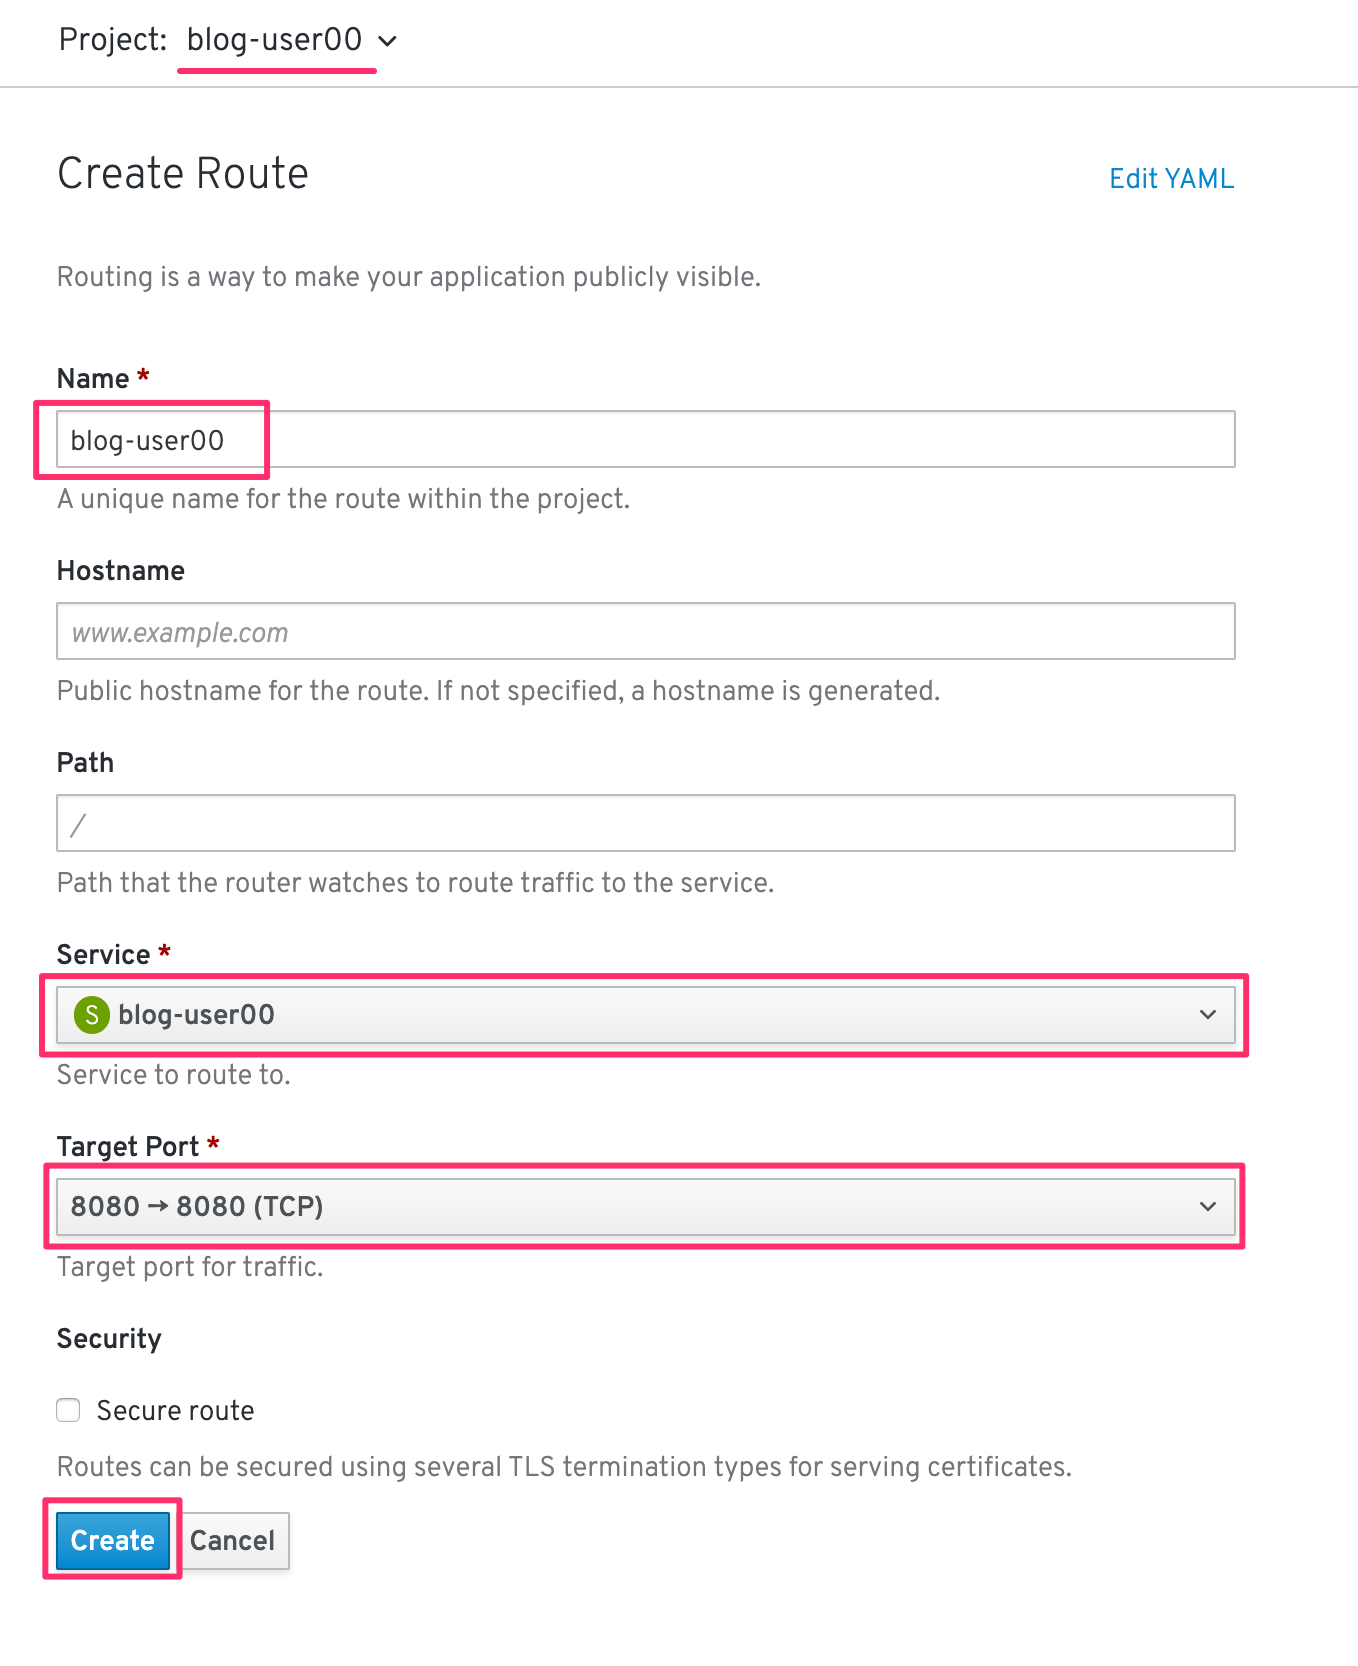 Project: blog-user00
Create Route
Edit YAML
Routing is a way to make your application publicly visible.
Name *
blog-user00
A unique name for the route within the project.
Hostname
www.example.com
Public hostname for the route. If not specified, a hostname is generated.
Path
/
Path that the router watches to route traffic to the service.
Service *
S blog-user00
Service to route to.
Target Port *
8080 → 8080 (TCP)
Target port for traffic.
Security
Secure route
Routes can be secured using several TLS termination types for serving certificates.
Create Cancel